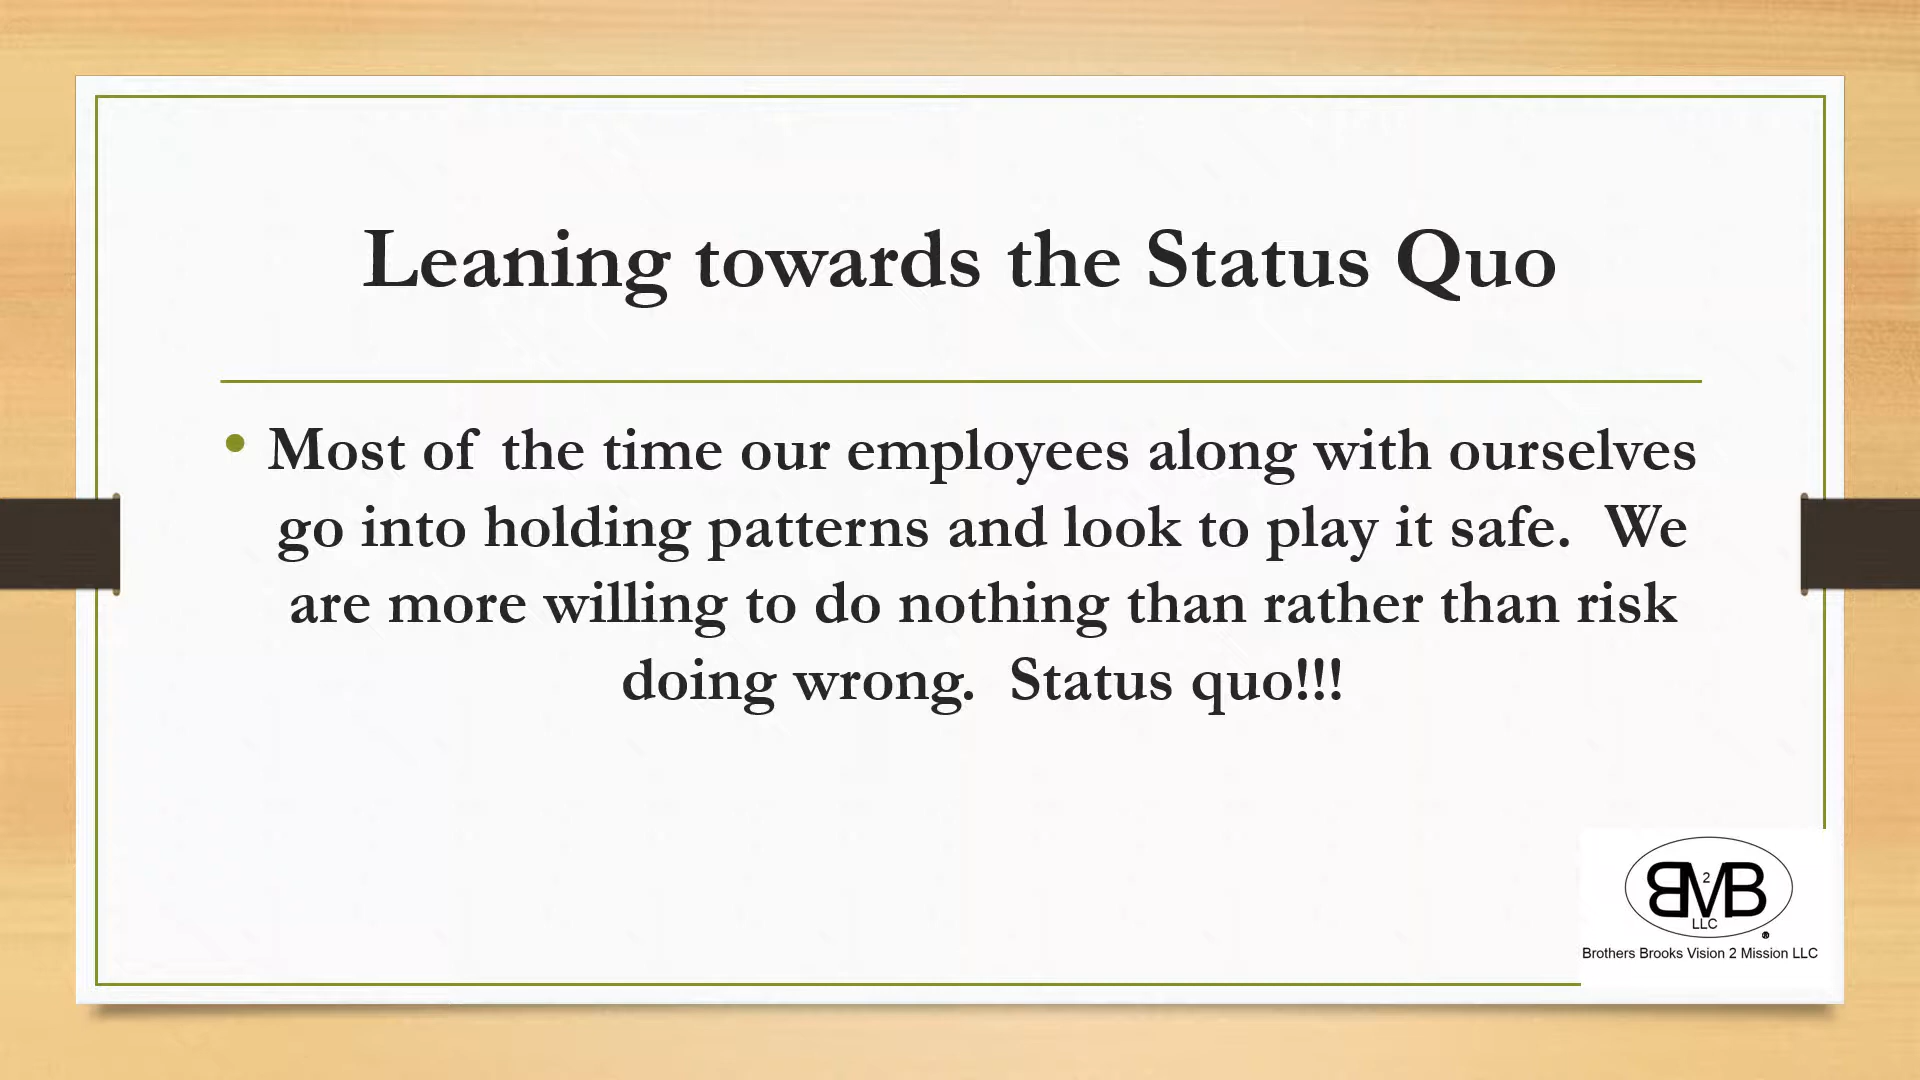 Leaning towards the Status Quo
• Most of the time our employees along with ourselves
go into holding patterns and look to play it safe.  We
are more willing to do nothing than rather than risk
doing wrong.  Status quo!!!
BMB
2
LLC
®
Brothers Brooks Vision 2 Mission LLC